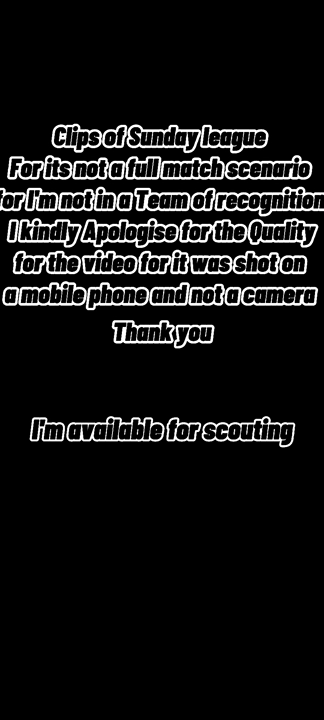 Clips of Sunday league
For its not a full match scenario
for I'm not in a Team of recognition
I kindly Apologise for the Quality
for the video for it was shot on
a mobile phone and not a camera
Thank you
I'm available for scouting